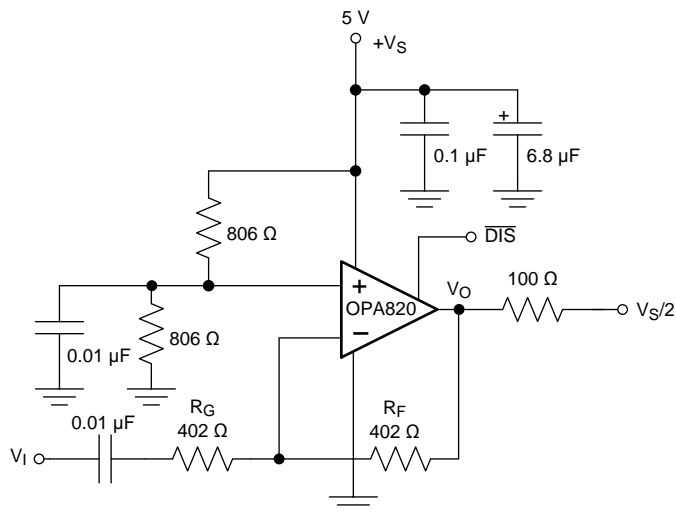 5 V
+VS
+
0.1 µF
6.8 µF
806 Ω
DIS
+
OPA820
−
VO
100 Ω
VS/2
0.01 µF
806 Ω
0.01 µF
RG
402 Ω
RF
402 Ω
VI